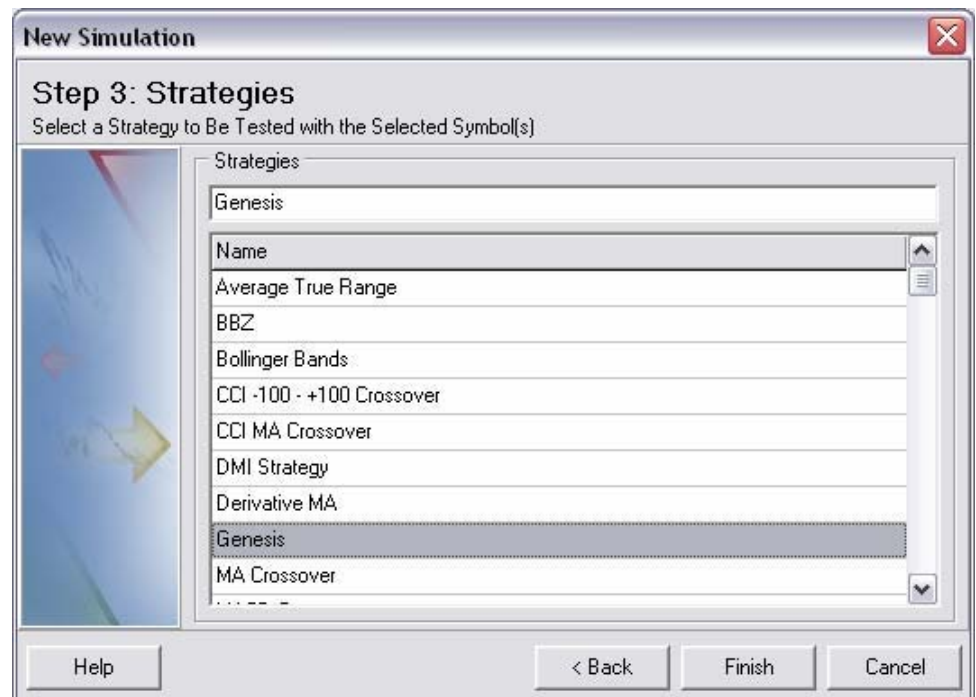 New Simulation
Step 3: Strategies
Select a Strategy to Be Tested with the Selected Symbol(s)
Strategies
Genesis
Name
Average True Range
BBZ
Bollinger Bands
CCI -100 - +100 Crossover
CCI MA Crossover
DMI Strategy
Derivative MA
Genesis
MA Crossover
Help
< Back
Finish
Cancel